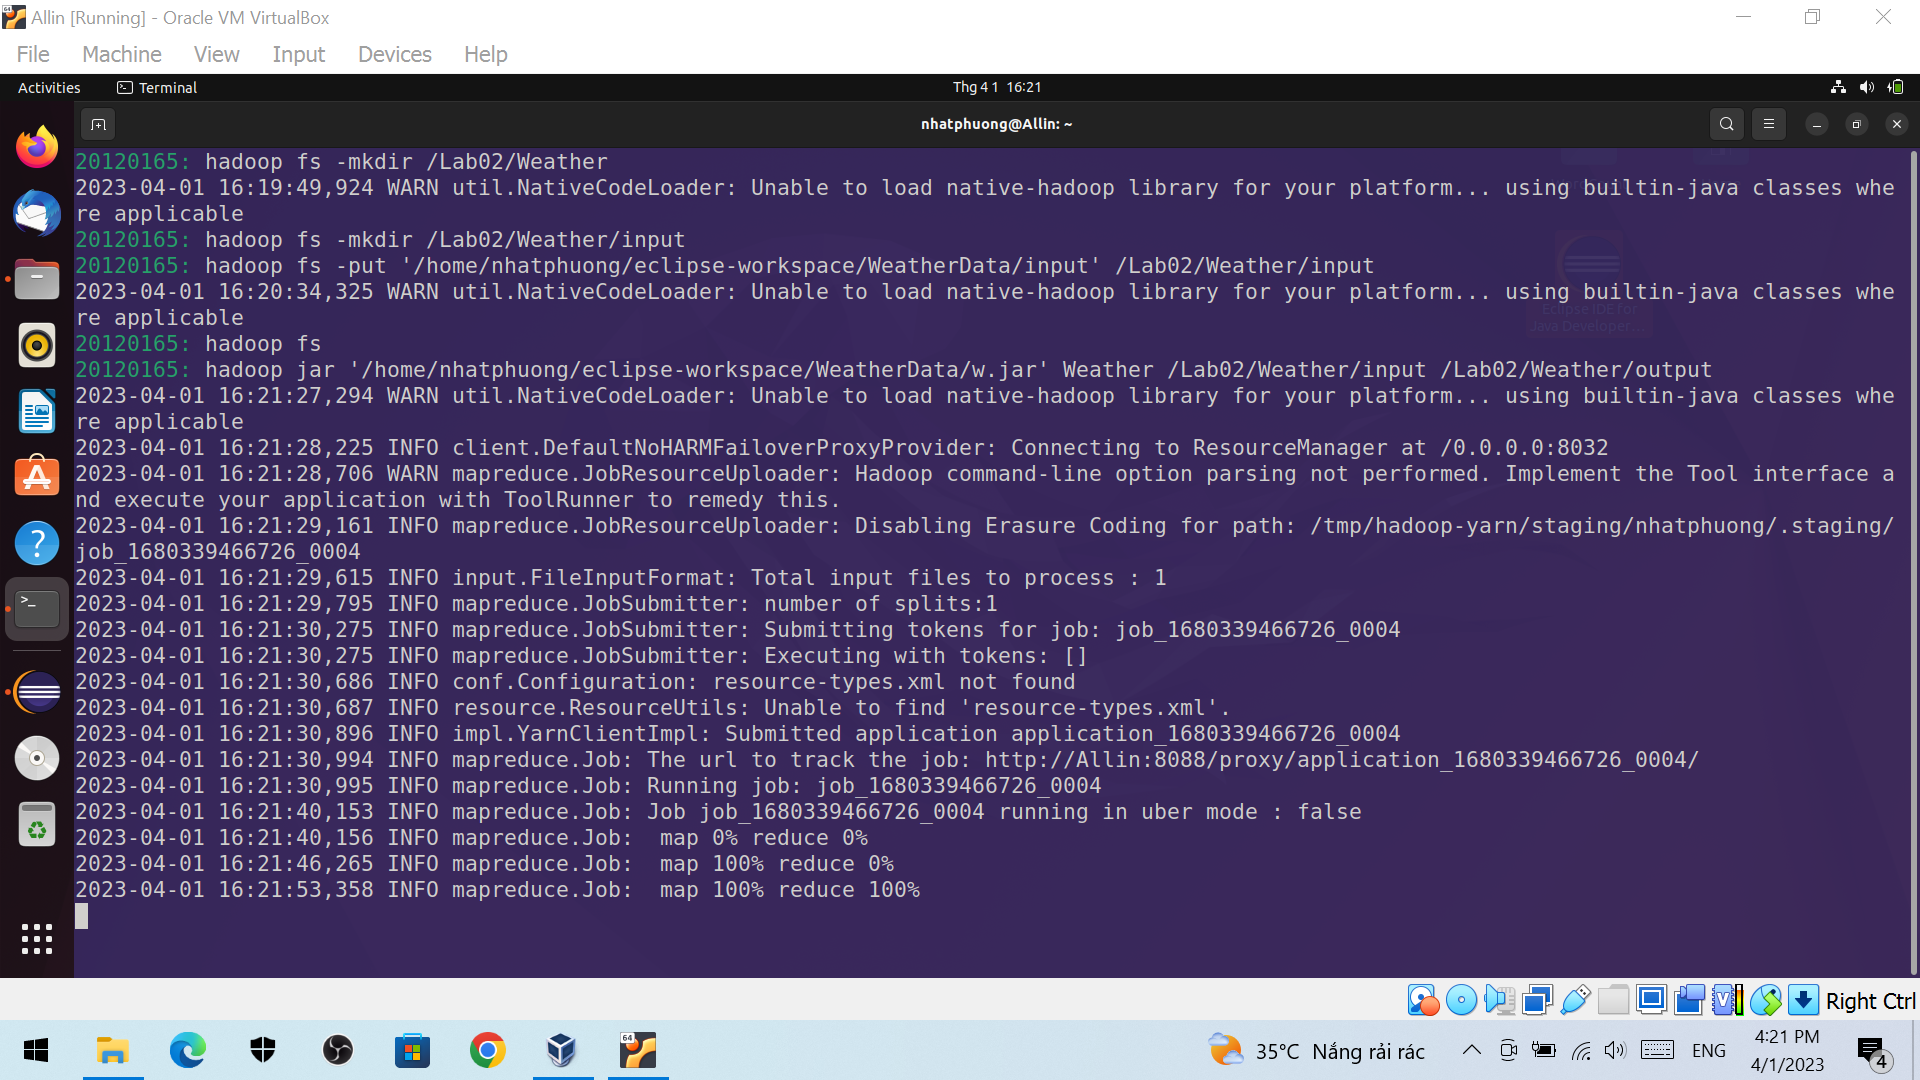 Allin [Running] - Oracle VM VirtualBox
File Machine View Input Devices Help
Activities Terminal Thg 4 1 16:21
nhatphuong@Allin: ~
20120165: hadoop fs -mkdir /Lab02/Weather
2023-04-01 16:19:49,924 WARN util.NativeCodeLoader: Unable to load native-hadoop library for your platform... using builtin-java classes whe
re applicable
20120165: hadoop fs -mkdir /Lab02/Weather/input
20120165: hadoop fs -put '/home/nhatphuong/eclipse-workspace/WeatherData/input' /Lab02/Weather/input
2023-04-01 16:20:34,325 WARN util.NativeCodeLoader: Unable to load native-hadoop library for your platform... using builtin-java classes whe
re applicable
Eclipse IDE for
Java Developer...
20120165: hadoop fs
20120165: hadoop jar '/home/nhatphuong/eclipse-workspace/WeatherData/w.jar' Weather /Lab02/Weather/input /Lab02/Weather/output
2023-04-01 16:21:27,294 WARN util.NativeCodeLoader: Unable to load native-hadoop library for your platform... using builtin-java classes whe
re applicable
2023-04-01 16:21:28,225 INFO client.DefaultNoHARMFailoverProxyProvider: Connecting to ResourceManager at /0.0.0.0:8032
2023-04-01 16:21:28,706 WARN mapreduce.JobResourceUploader: Hadoop command-line option parsing not performed. Implement the Tool interface a
nd execute your application with ToolRunner to remedy this.
2023-04-01 16:21:29,161 INFO mapreduce.JobResourceUploader: Disabling Erasure Coding for path: /tmp/hadoop-yarn/staging/nhatphuong/.staging/
job_1680339466726_0004
2023-04-01 16:21:29,615 INFO input.FileInputFormat: Total input files to process : 1
2023-04-01 16:21:29,795 INFO mapreduce.JobSubmitter: number of splits:1
2023-04-01 16:21:30,275 INFO mapreduce.JobSubmitter: Submitting tokens for job: job_1680339466726_0004
2023-04-01 16:21:30,275 INFO mapreduce.JobSubmitter: Executing with tokens: []
2023-04-01 16:21:30,686 INFO conf.Configuration: resource-types.xml not found
2023-04-01 16:21:30,687 INFO resource.ResourceUtils: Unable to find 'resource-types.xml'.
2023-04-01 16:21:30,896 INFO impl.YarnClientImpl: Submitted application application_1680339466726_0004
2023-04-01 16:21:30,994 INFO mapreduce.Job: The url to track the job: http://Allin:8088/proxy/application_1680339466726_0004/
2023-04-01 16:21:30,995 INFO mapreduce.Job: Running job: job_1680339466726_0004
2023-04-01 16:21:40,153 INFO mapreduce.Job: Job job_1680339466726_0004 running in uber mode : false
2023-04-01 16:21:40,156 INFO mapreduce.Job:  map 0% reduce 0%
2023-04-01 16:21:46,265 INFO mapreduce.Job:  map 100% reduce 0%
2023-04-01 16:21:53,358 INFO mapreduce.Job:  map 100% reduce 100%
Right Ctrl
64
35°C Nắng rải rác
ENG
4:21 PM
4/1/2023
4